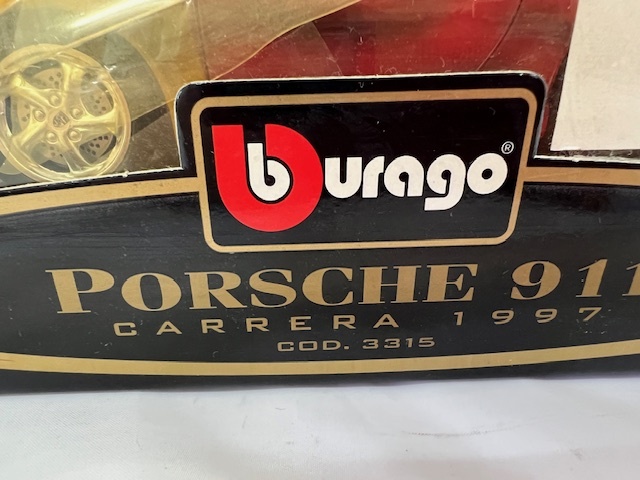 burago®
PORSCHE 911
CARRERA 1997
COD. 3315